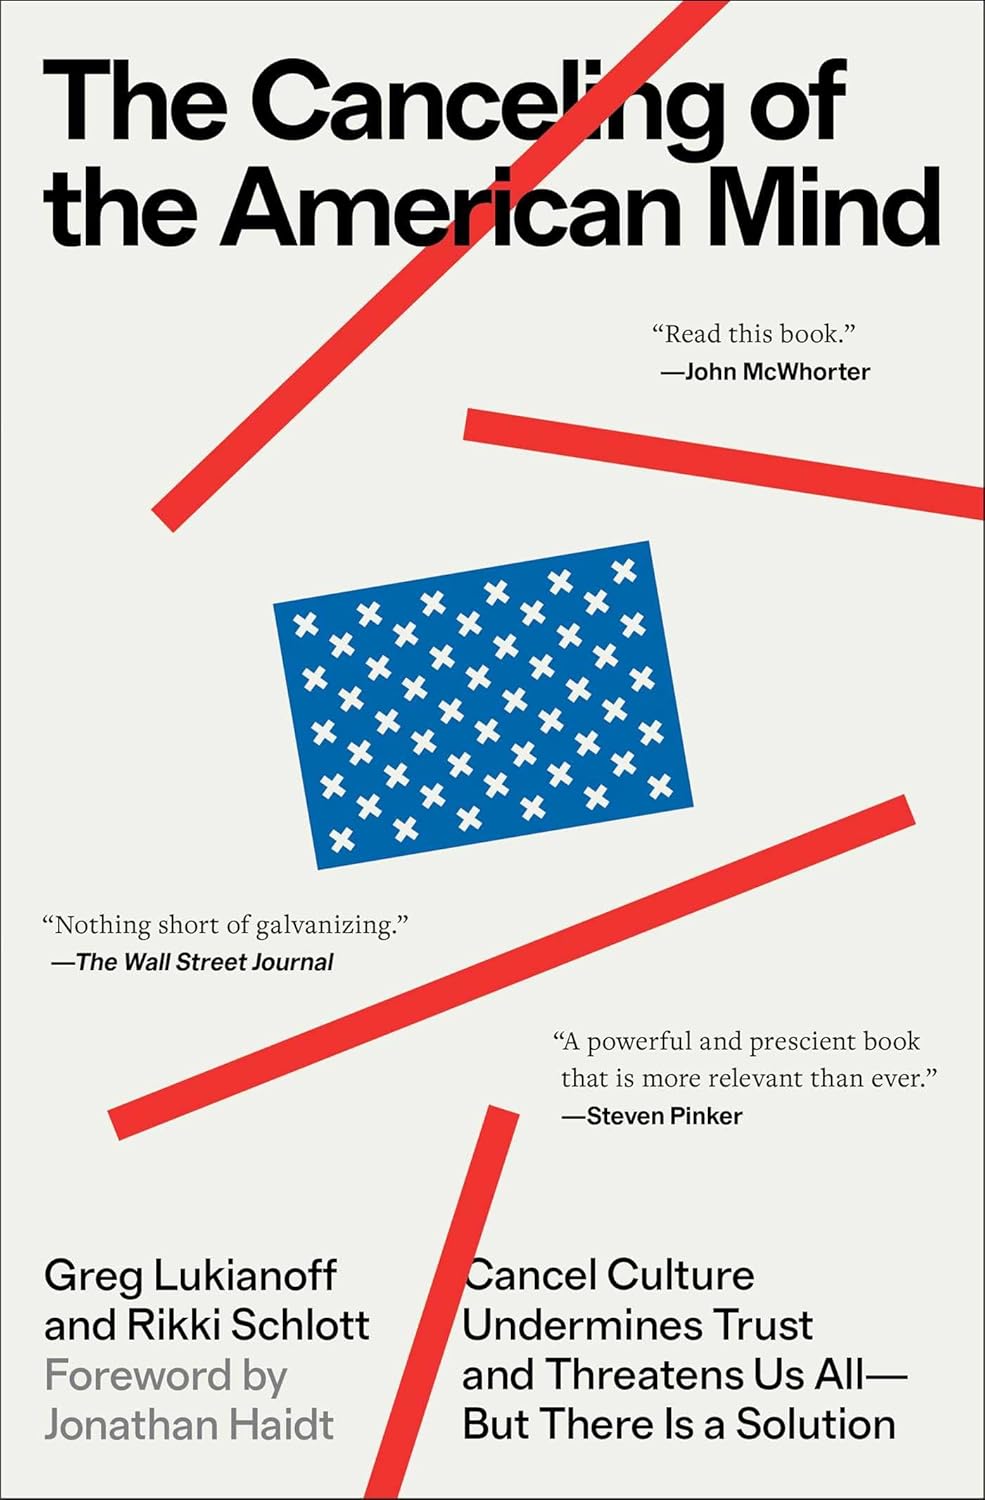 The Canceling of
the American Mind
“Read this book.”
—John McWhorter
“Nothing short of galvanizing.”
—The Wall Street Journal
“A powerful and prescient book
that is more relevant than ever.”
—Steven Pinker
Greg Lukianoff
and Rikki Schlott
Foreword by
Jonathan Haidt
Cancel Culture
Undermines Trust
and Threatens Us All—
But There Is a Solution